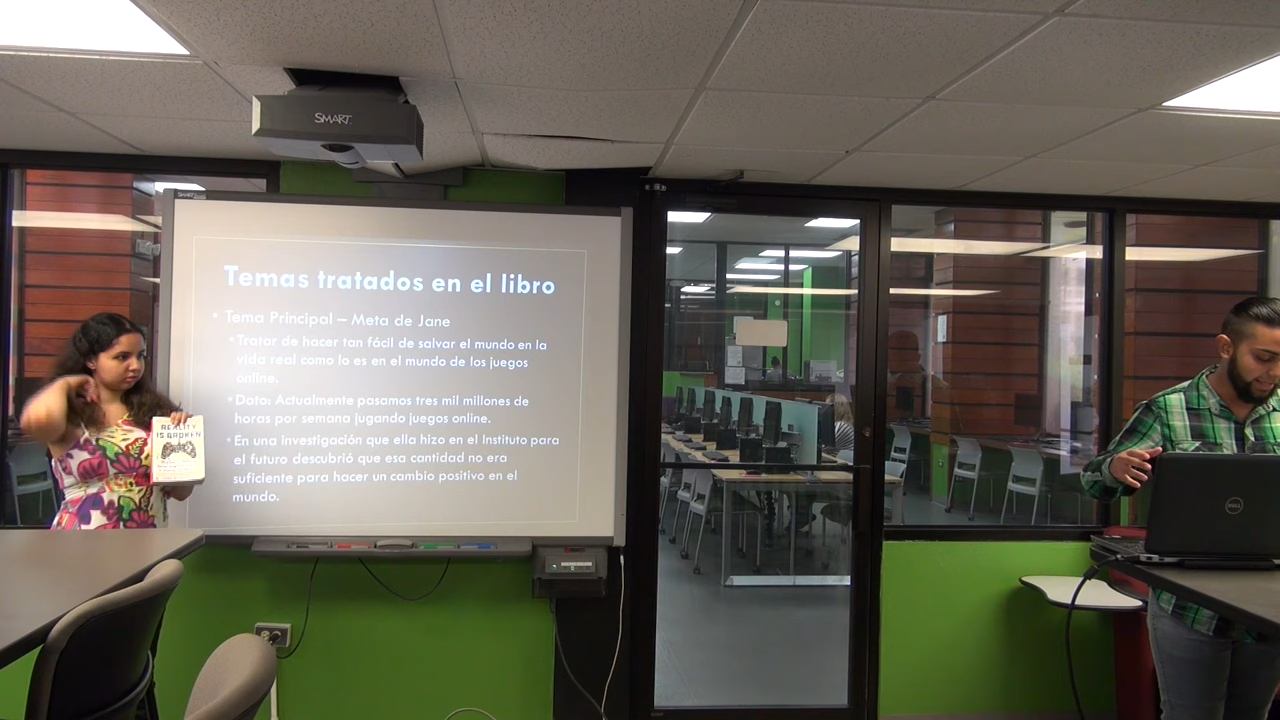 SMART
Temas tratados en el libro
• Tema Principal – Meta de Jane
• Tratar de hacer tan fácil de salvar el mundo en la
vida real como lo es en el mundo de los juegos
online.
• Dato: Actualmente pasamos tres mil millones de
horas por semana jugando juegos online.
• En una investigación que ella hizo en el Instituto para
el futuro descubrió que esa cantidad no era
suficiente para hacer un cambio positivo en el
mundo.
REALITY
IS BROKEN
DELL